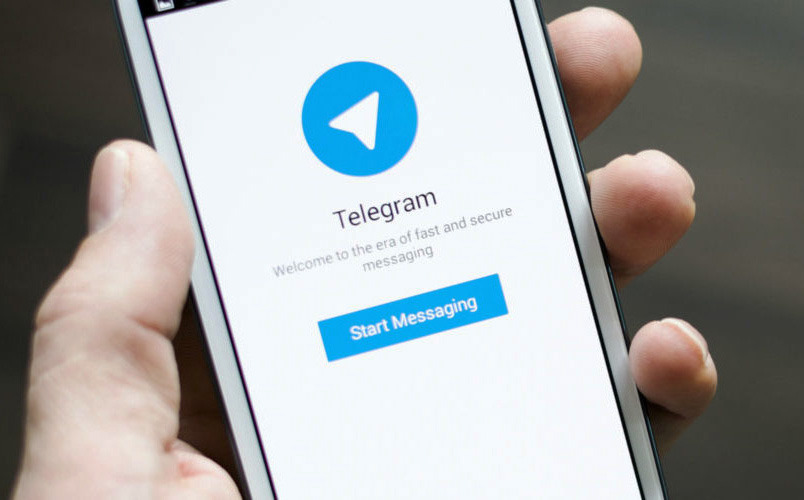 Telegram
Welcome to the era of fast and secure
messaging
Start Messaging